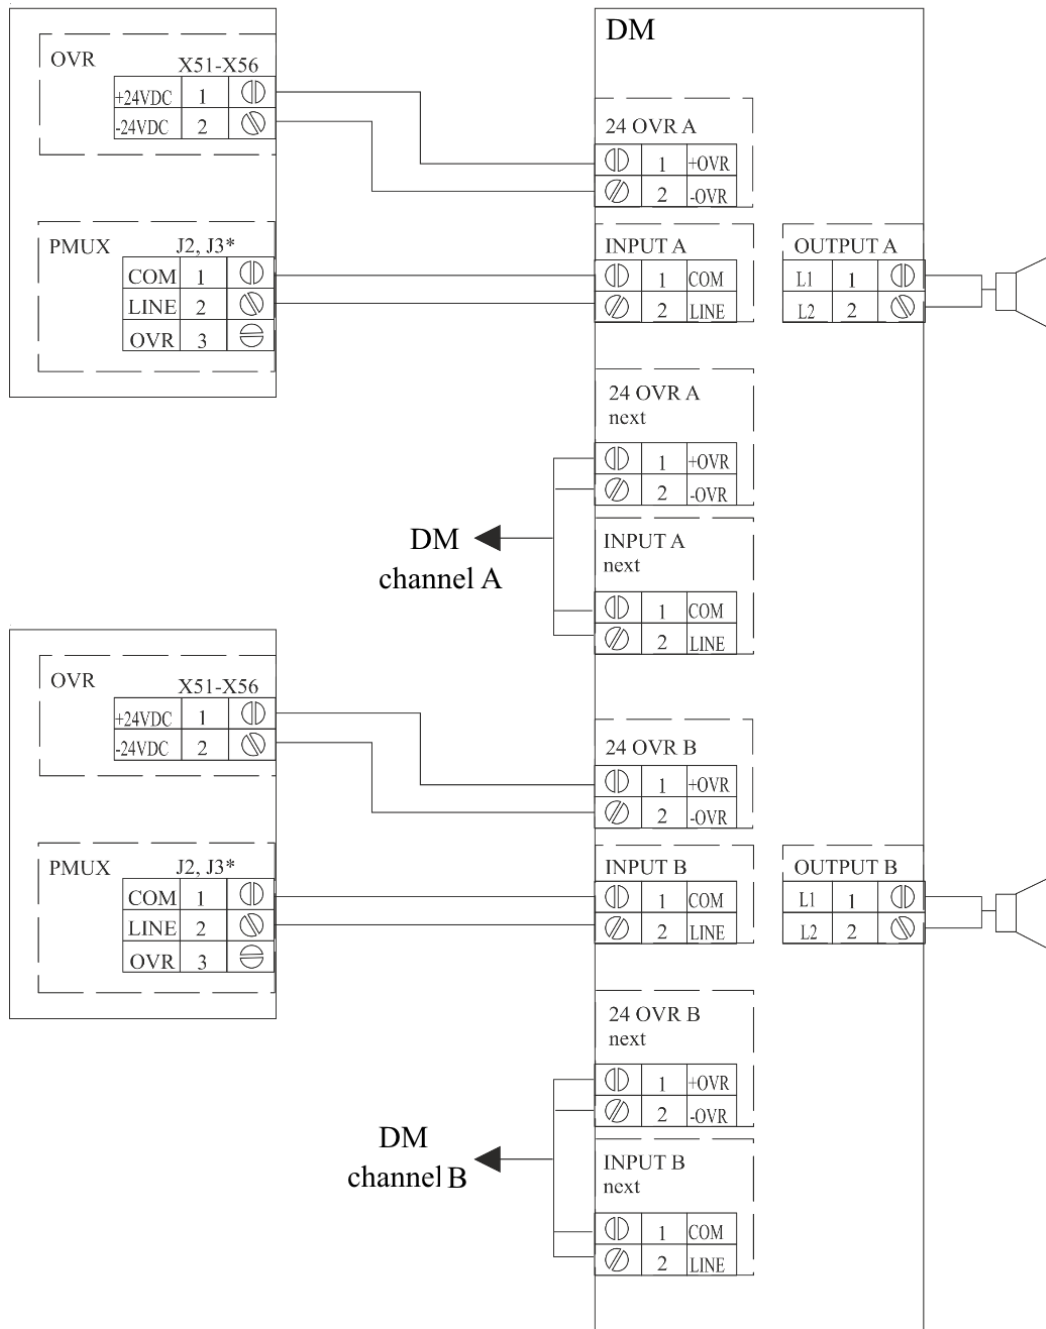 DM
OVR
X51-X56
+24VDC 1
-24VDC 2
24 OVR A
1 +OVR
2 -OVR
PMUX J2, J3*
COM 1
LINE 2
OVR 3
INPUT A
1 COM
2 LINE
OUTPUT A
L1 1
L2 2
24 OVR A
next
1 +OVR
2 -OVR
DM
channel A
INPUT A
next
1 COM
2 LINE
OVR
X51-X56
+24VDC 1
-24VDC 2
24 OVR B
1 +OVR
2 -OVR
PMUX J2, J3*
COM 1
LINE 2
OVR 3
INPUT B
1 COM
2 LINE
OUTPUT B
L1 1
L2 2
24 OVR B
next
1 +OVR
2 -OVR
DM
channel B
INPUT B
next
1 COM
2 LINE